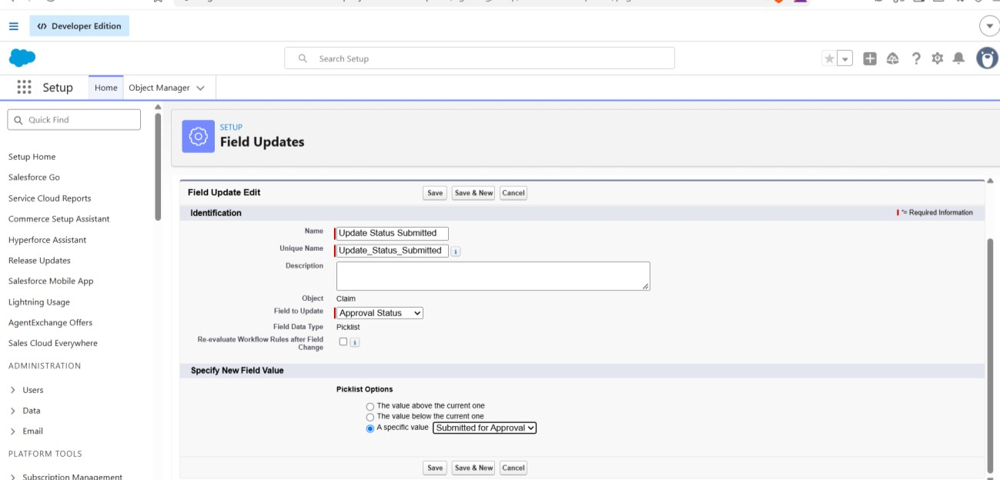 Developer Edition
Search Setup
Setup
Home
Object Manager
Quick Find
Setup Home
Salesforce Go
Service Cloud Reports
Commerce Setup Assistant
Hyperforce Assistant
Release Updates
Salesforce Mobile App
Lightning Usage
AgentExchange Offers
Sales Cloud Everywhere
ADMINISTRATION
Users
Data
Email
PLATFORM TOOLS
Subscription Management
SETUP
Field Updates
Field Update Edit
Save
Save & New
Cancel
Identification
* = Required Information
Name
Update Status Submitted
Unique Name
Update_Status_Submitted
i
Description
Object
Claim
Field to Update
Approval Status
Field Data Type
Picklist
Re-evaluate Workflow Rules after Field
Change
i
Specify New Field Value
Picklist Options
The value above the current one
The value below the current one
A specific value
Submitted for Approval
Save
Save & New
Cancel